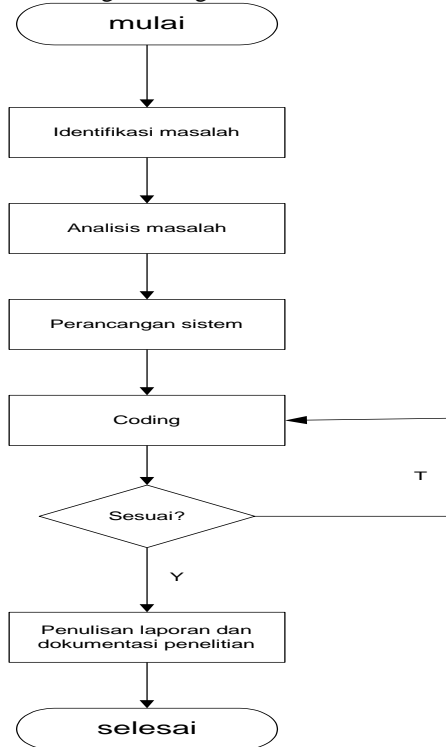 mulai
Identifikasi masalah
Analisis masalah
Perancangan sistem
Coding
T
Sesuai?
Y
Penulisan laporan dan
dokumentasi penelitian
selesai